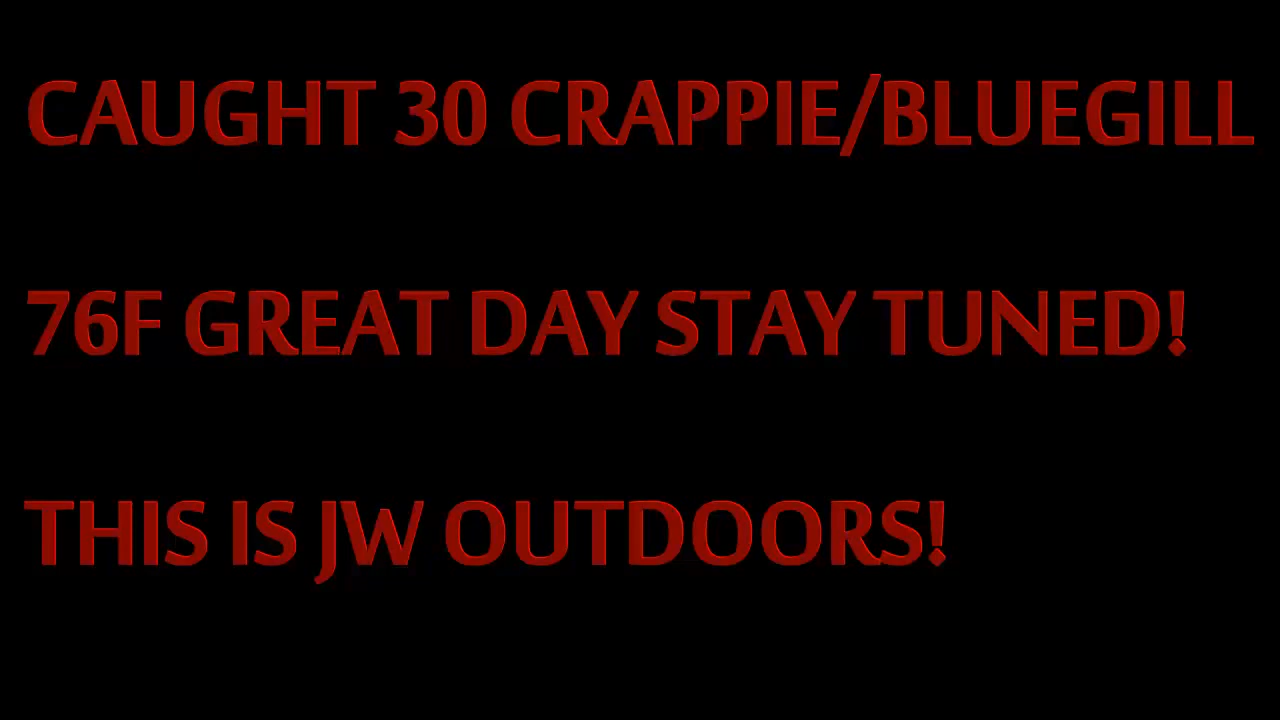 CAUGHT 30 CRAPPIE/BLUEGILL
76F GREAT DAY STAY TUNED!
THIS IS JW OUTDOORS!